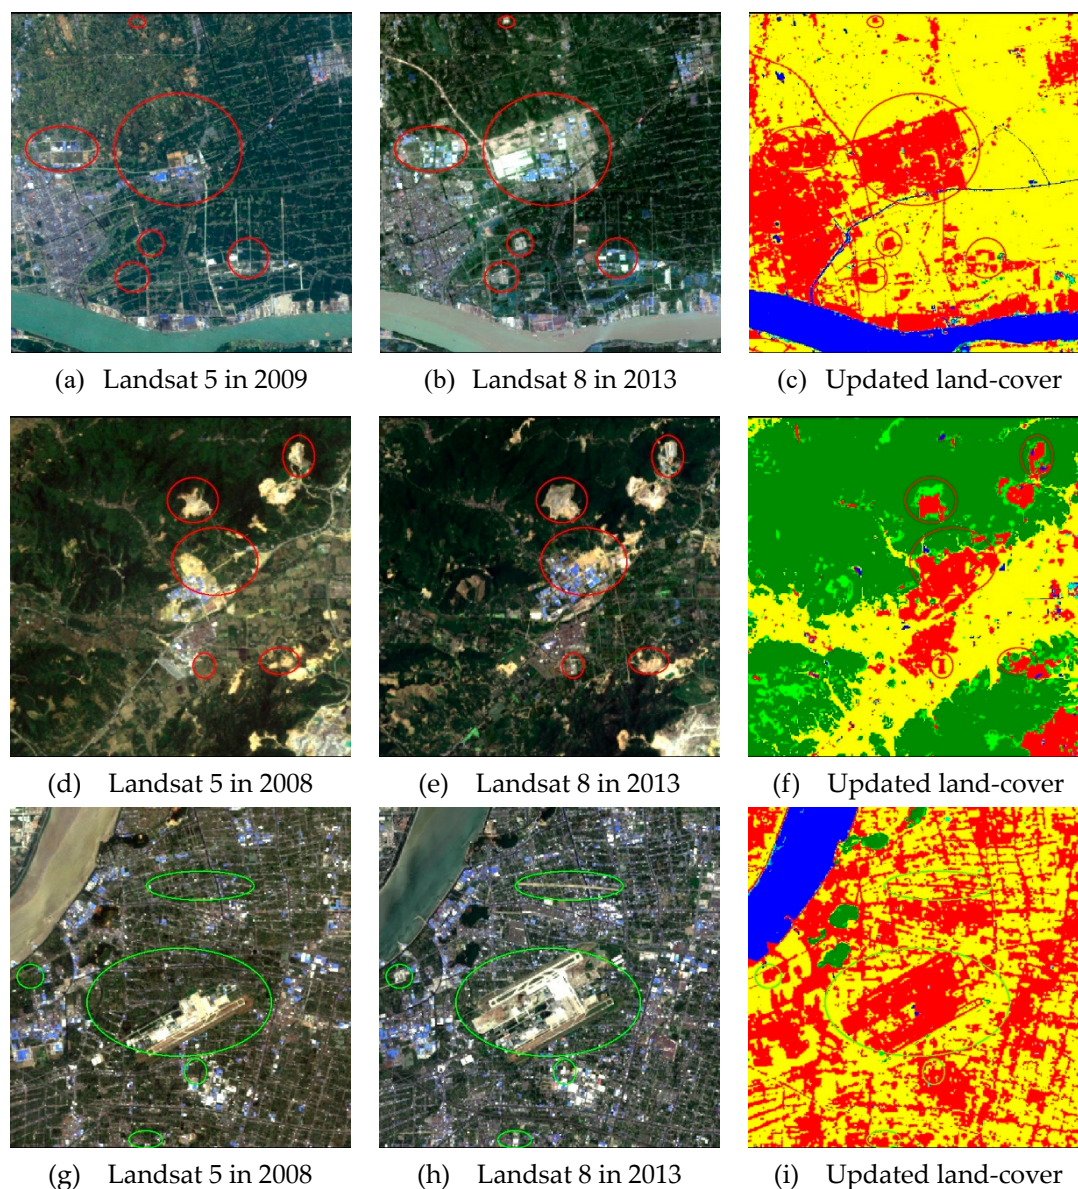 (a) Landsat 5 in 2009
(b) Landsat 8 in 2013
(c) Updated land-cover
(d) Landsat 5 in 2008
(e) Landsat 8 in 2013
(f) Updated land-cover
(g) Landsat 5 in 2008
(h) Landsat 8 in 2013
(i) Updated land-cover